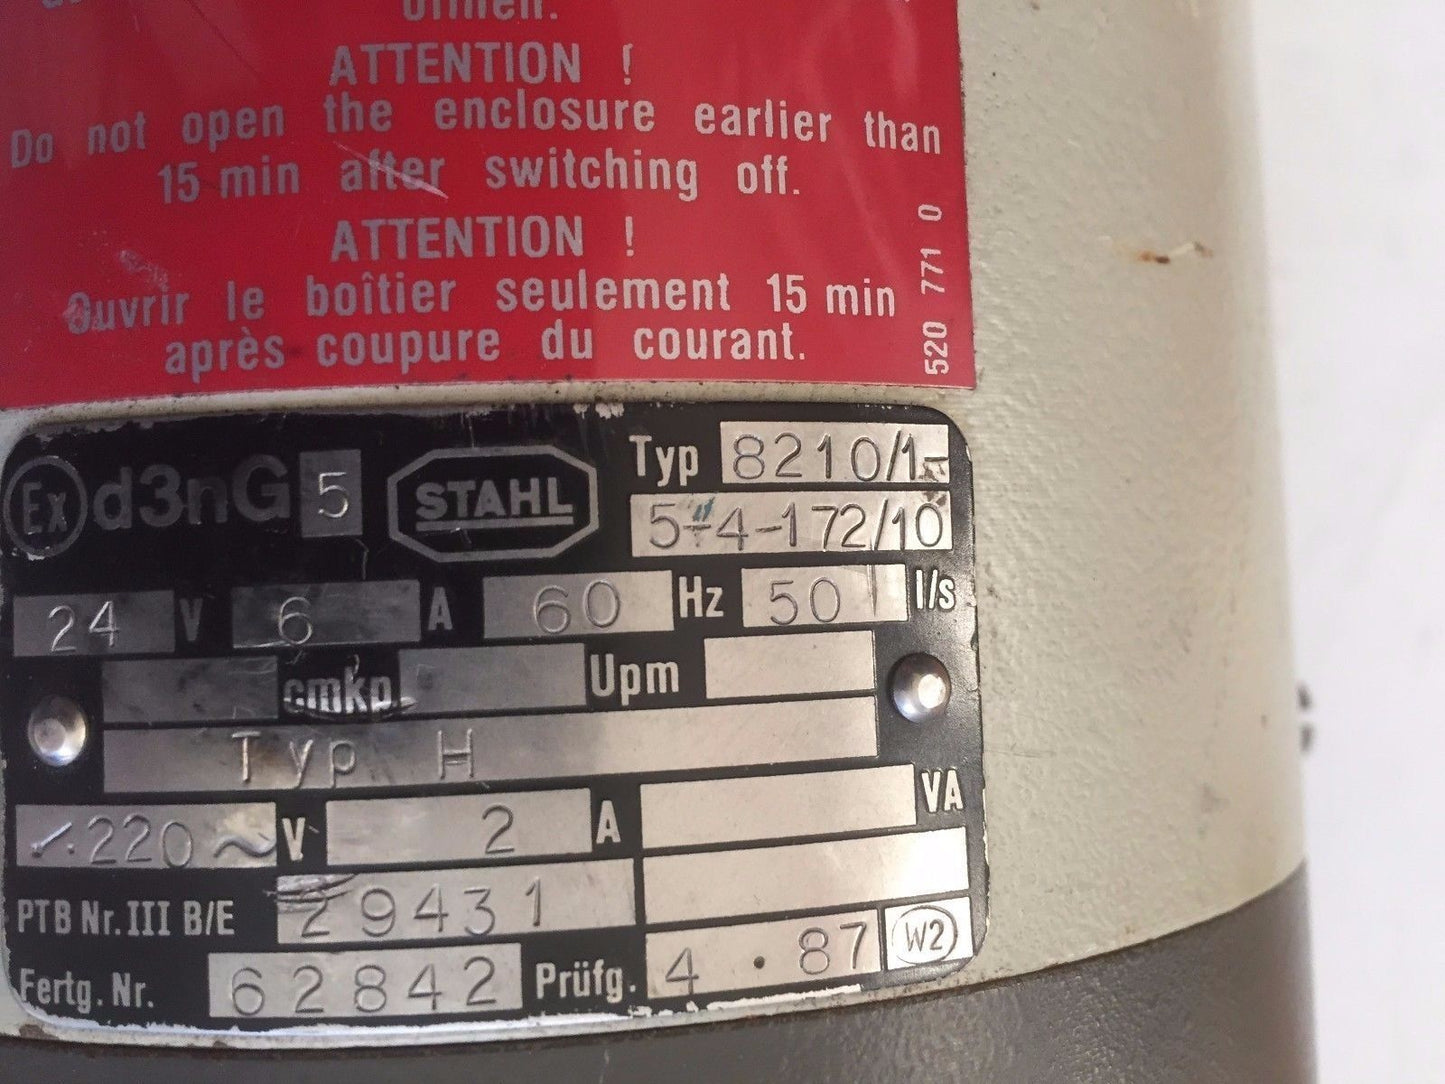 öffnen.
ATTENTION !
Do not open the enclosure earlier than
15 min after switching off.
ATTENTION !
Ouvrir le boîtier seulement 15 min
après coupure du courant.
520 771 0
Ex d3nG 5 STAHL Typ 8210/1-
5-4-172/10
24 V 6 A 60 Hz 50 l/s
cmkp. Upm
Typ H
220 ~ V 2 A VA
PTB Nr. III B/E 29431
Fertg. Nr. 62842 Prüfg. 4 . 87 W2